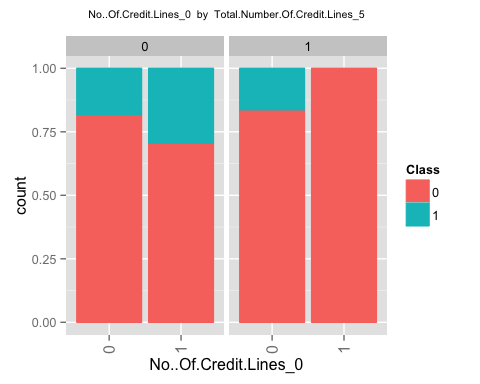 No..Of.Credit.Lines_0 by Total.Number.Of.Credit.Lines_5
0 1
1.00
0.75
0.50
0.25
0.00
count
0 1 0 1
No..Of.Credit.Lines_0
Class
0
1